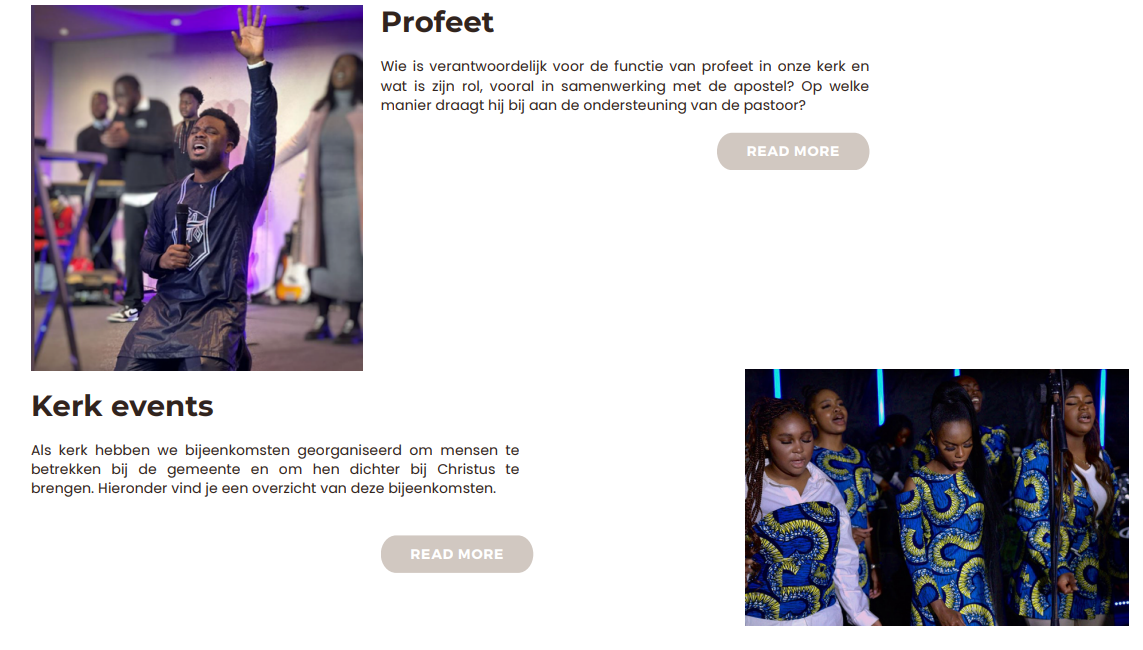 Profeet
Wie is verantwoordelijk voor de functie van profeet in onze kerk en
wat is zijn rol, vooral in samenwerking met de apostel? Op welke
manier draagt hij bij aan de ondersteuning van de pastoor?
READ MORE
Kerk events
Als kerk hebben we bijeenkomsten georganiseerd om mensen te
betrekken bij de gemeente en om hen dichter bij Christus te
brengen. Hieronder vind je een overzicht van deze bijeenkomsten.
READ MORE